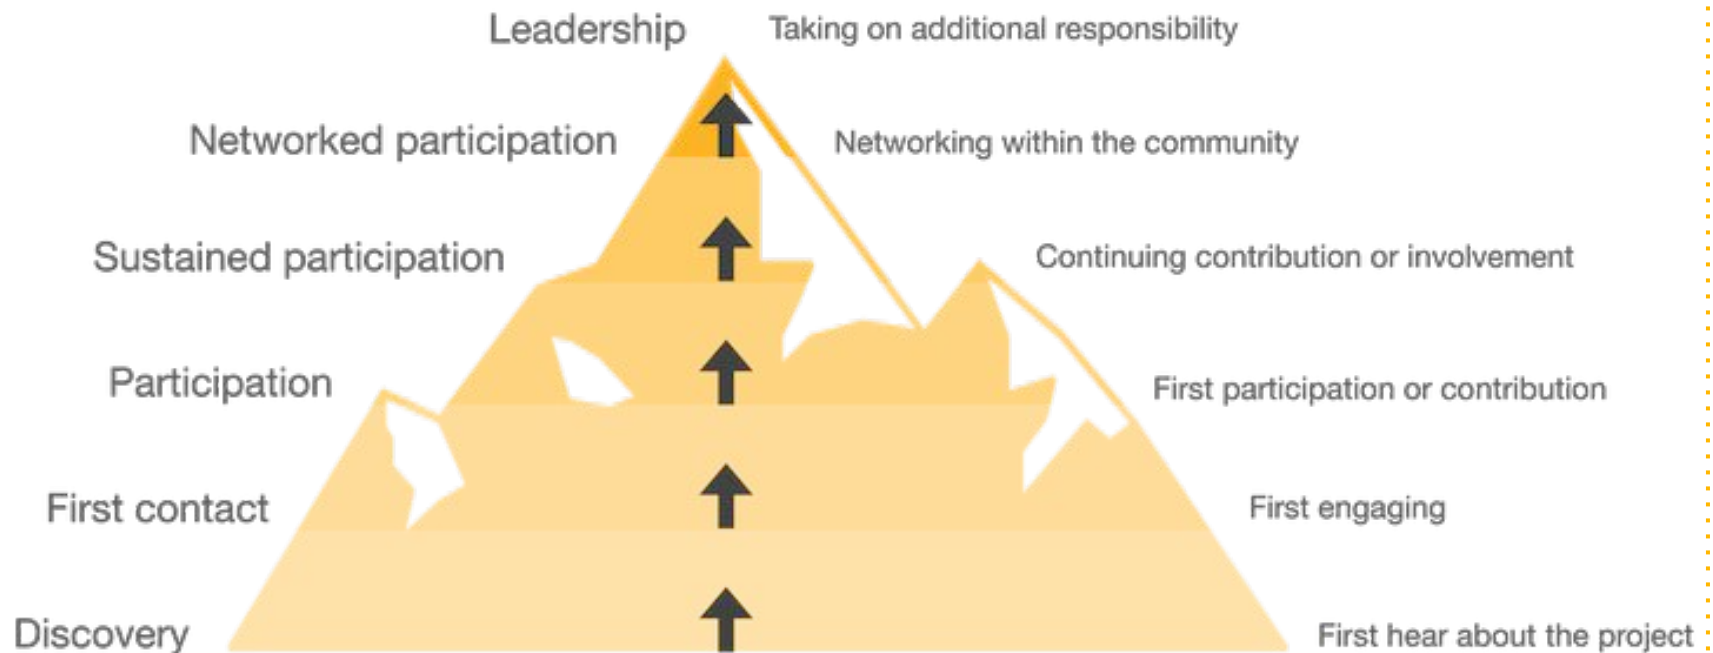 Leadership
Taking on additional responsibility
Networked participation
Networking within the community
Sustained participation
Continuing contribution or involvement
Participation
First participation or contribution
First contact
First engaging
Discovery
First hear about the project